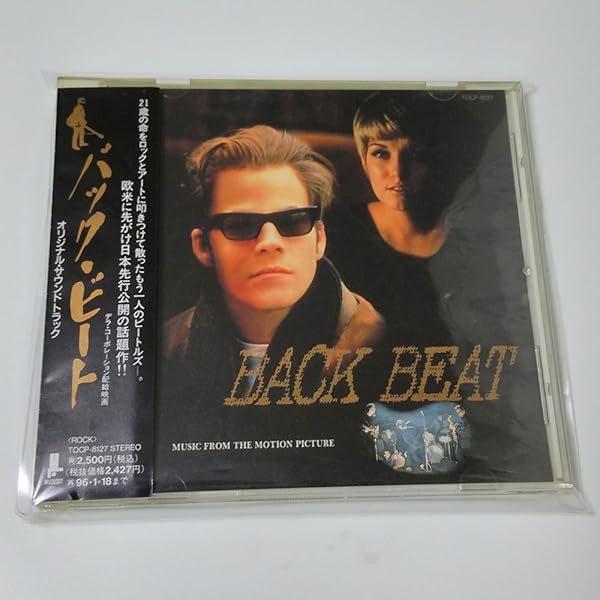 バック・ビート
オリジナル・サウンドトラック
21歳の命をロックとアートに叩きつけて散ったもう一人のビートルズ―。
欧米に先がけ日本先行公開の話題作!!
デラ・コーポレーション配給映画
〈ROCK〉
TOCP-8127 STEREO
¥2,500円(税込)
(税抜価格2,427円)
96・1・18まで
TOCP-8127
BACK BEAT
MUSIC FROM THE MOTION PICTURE